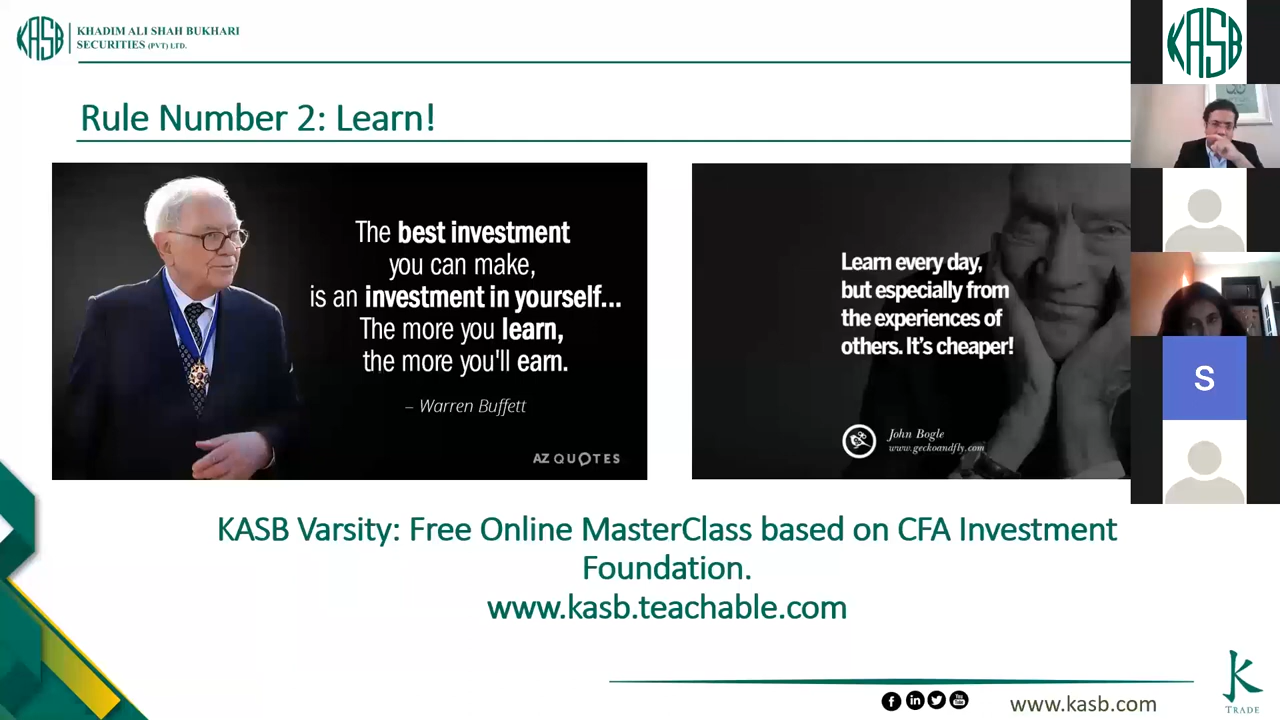 KASB
KHADIM ALI SHAH BUKHARI
SECURITIES (PVT) LTD.
KASB
Rule Number 2: Learn!
The best investment
you can make,
is an investment in yourself...
The more you learn,
the more you'll earn.
– Warren Buffett
AZ QUOTES
Learn every day,
but especially from
the experiences of
others. It's cheaper!
John Bogle
www.geckoandfly.com
S
KASB Varsity: Free Online MasterClass based on CFA Investment
Foundation.
www.kasb.teachable.com
www.kasb.com
K
TRADE